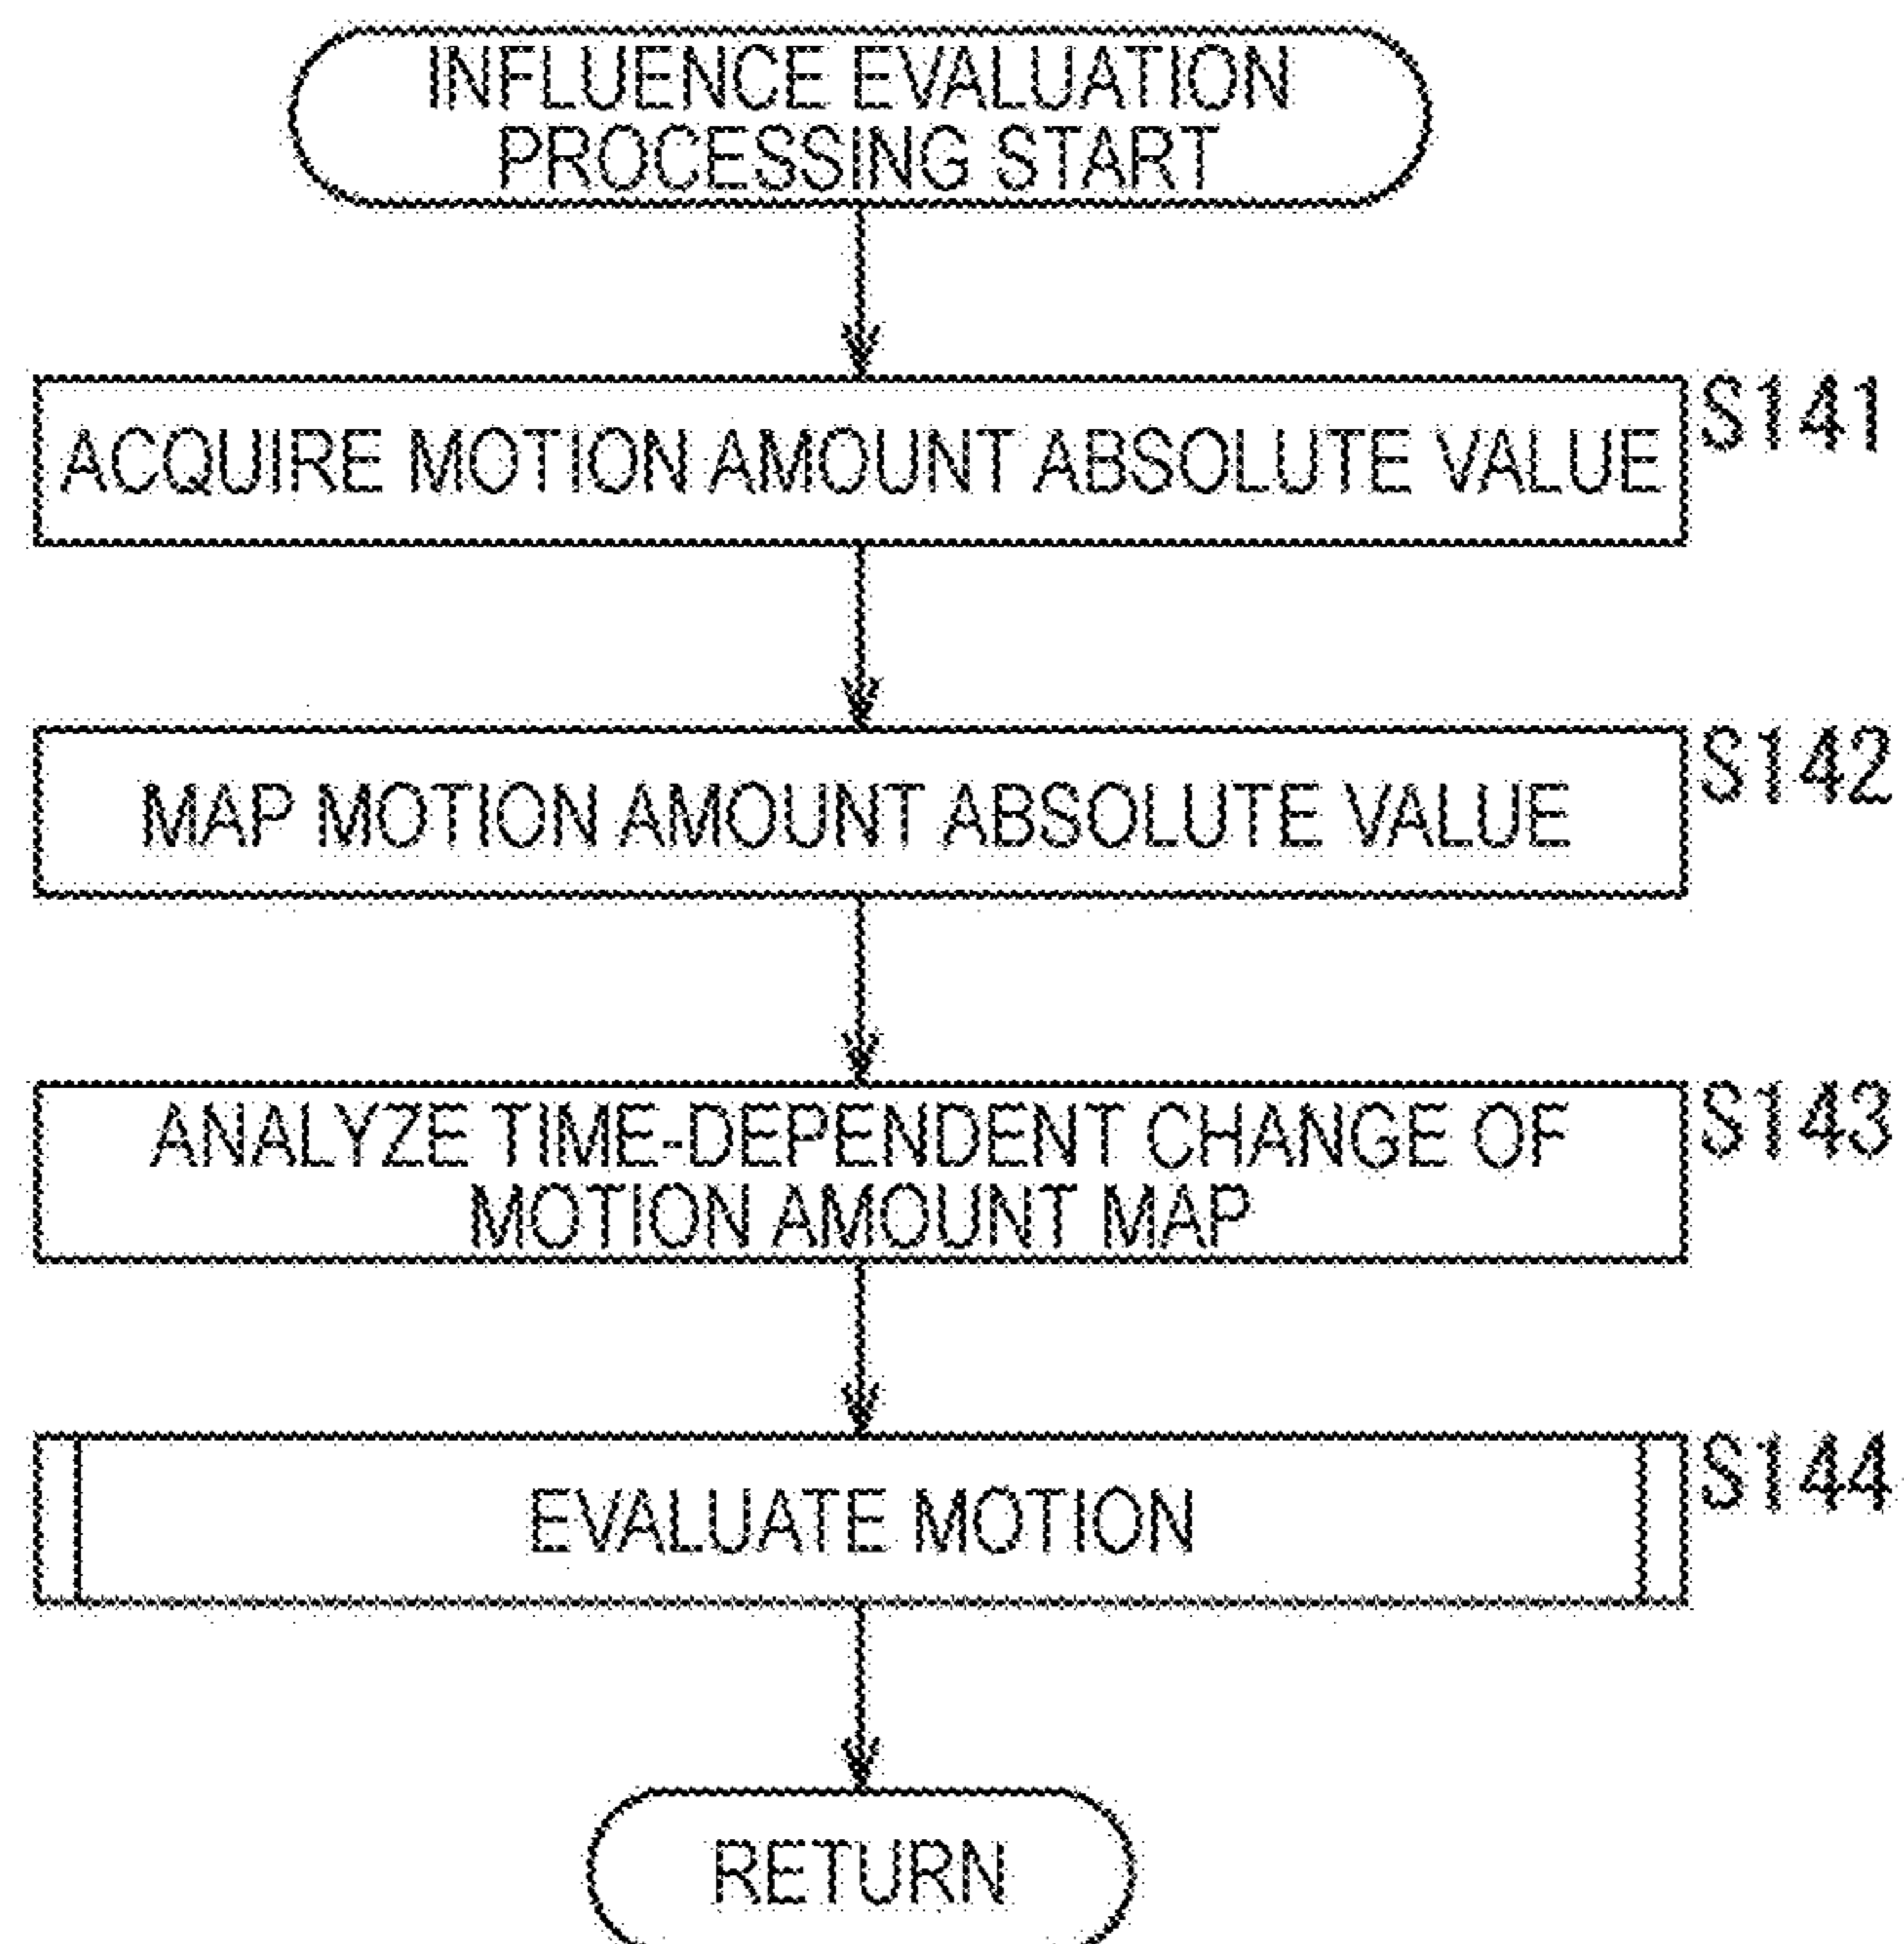 INFLUENCE EVALUATION
PROCESSING START
ACQUIRE MOTION AMOUNT ABSOLUTE VALUE
S141
MAP MOTION AMOUNT ABSOLUTE VALUE
S142
ANALYZE TIME-DEPENDENT CHANGE OF
MOTION AMOUNT MAP
S143
EVALUATE MOTION
S144
RETURN